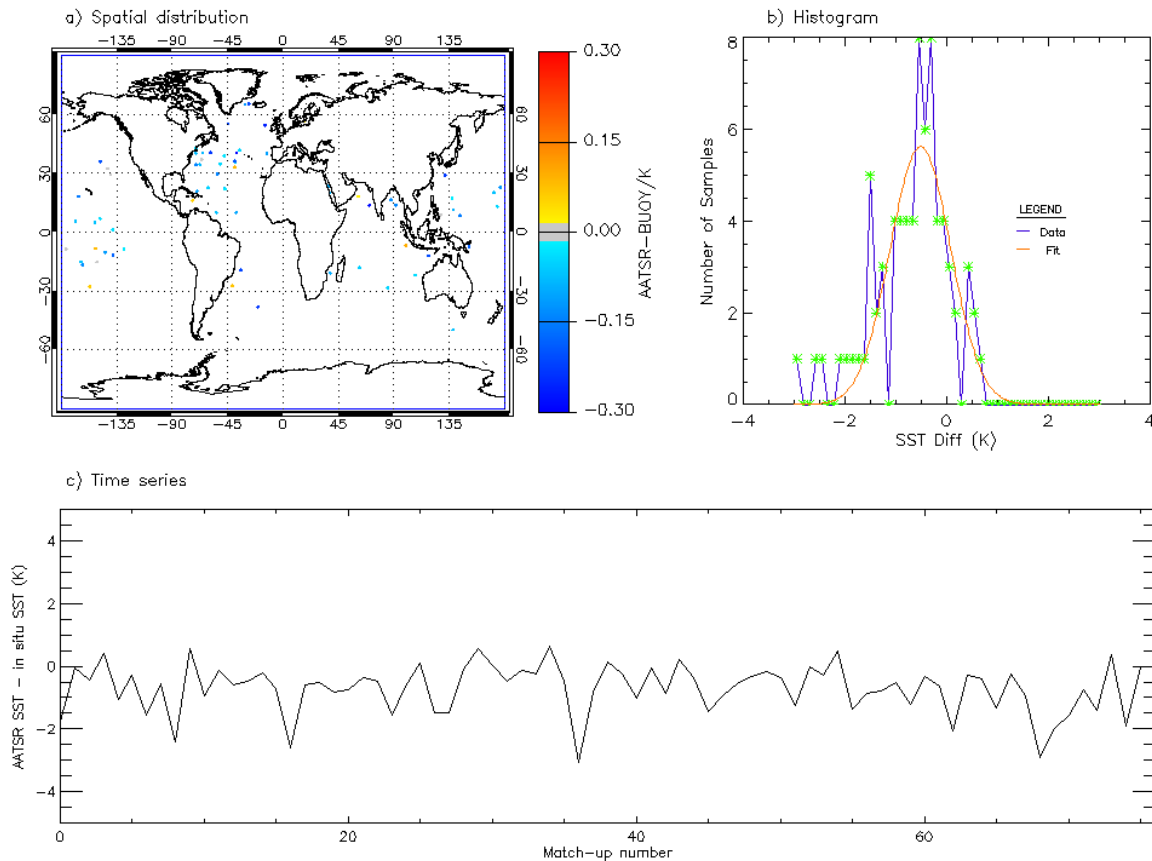 a) Spatial distribution
-135 -90 -45 0 45 90 135
60 60
30 30
0 0
-30 -30
-60 -60
-135 -90 -45 0 45 90 135
0.30
0.15
0.00
-0.15
-0.30
AATSR-BUOY/K
b) Histogram
8
6
4
2
0
Number of Samples
LEGEND
Data
Fit
-4 -2 0 2 4
SST Diff (K)
c) Time series
4
2
0
-2
-4
AATSR SST - in situ SST (K)
0 20 40 60
Match-up number